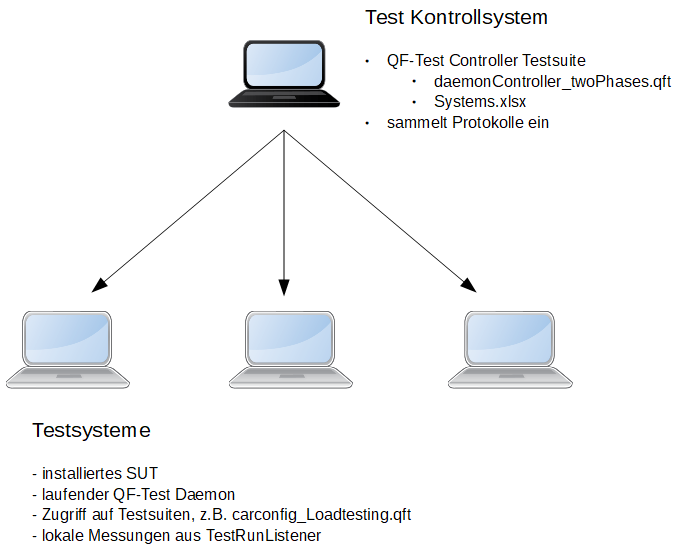 Test Kontrollsystem
• QF-Test Controller Testsuite
• daemonController_twoPhases.qft
• Systems.xlsx
• sammelt Protokolle ein
Testsysteme
- installiertes SUT
- laufender QF-Test Daemon
- Zugriff auf Testsuiten, z.B. carconfig_Loadtesting.qft
- lokale Messungen aus TestRunListener